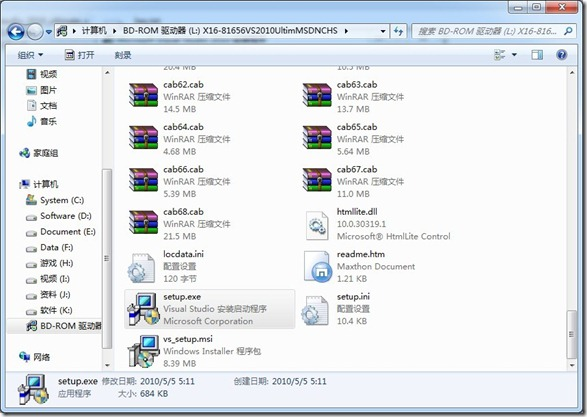 计算机 ▸ BD-ROM 驱动器 (L:) X16-81656VS2010UltimMSDNCHS ▸
搜索 BD-ROM 驱动器 (L:) X16-816...
组织 打开 刻录
视频
图片
文档
音乐
家庭组
计算机
System (C:)
Software (D:)
Document (E:)
Data (F:)
游戏 (H:)
视频 (I:)
资料 (J:)
软件 (K:)
BD-ROM 驱动器
网络
cab62.cab
WinRAR 压缩文件
14.5 MB
cab63.cab
WinRAR 压缩文件
13.7 MB
cab64.cab
WinRAR 压缩文件
4.68 MB
cab65.cab
WinRAR 压缩文件
5.64 MB
cab66.cab
WinRAR 压缩文件
5.39 MB
cab67.cab
WinRAR 压缩文件
11.0 MB
cab68.cab
WinRAR 压缩文件
21.5 MB
htmllite.dll
10.0.30319.1
Microsoft® HtmlLite Control
locdata.ini
配置设置
120 字节
readme.htm
Maxthon Document
1.21 KB
setup.exe
Visual Studio 安装启动程序
Microsoft Corporation
setup.ini
配置设置
10.4 KB
vs_setup.msi
Windows Installer 程序包
8.39 MB
setup.exe 修改日期: 2010/5/5 5:11 创建日期: 2010/5/5 5:11
应用程序 大小: 684 KB